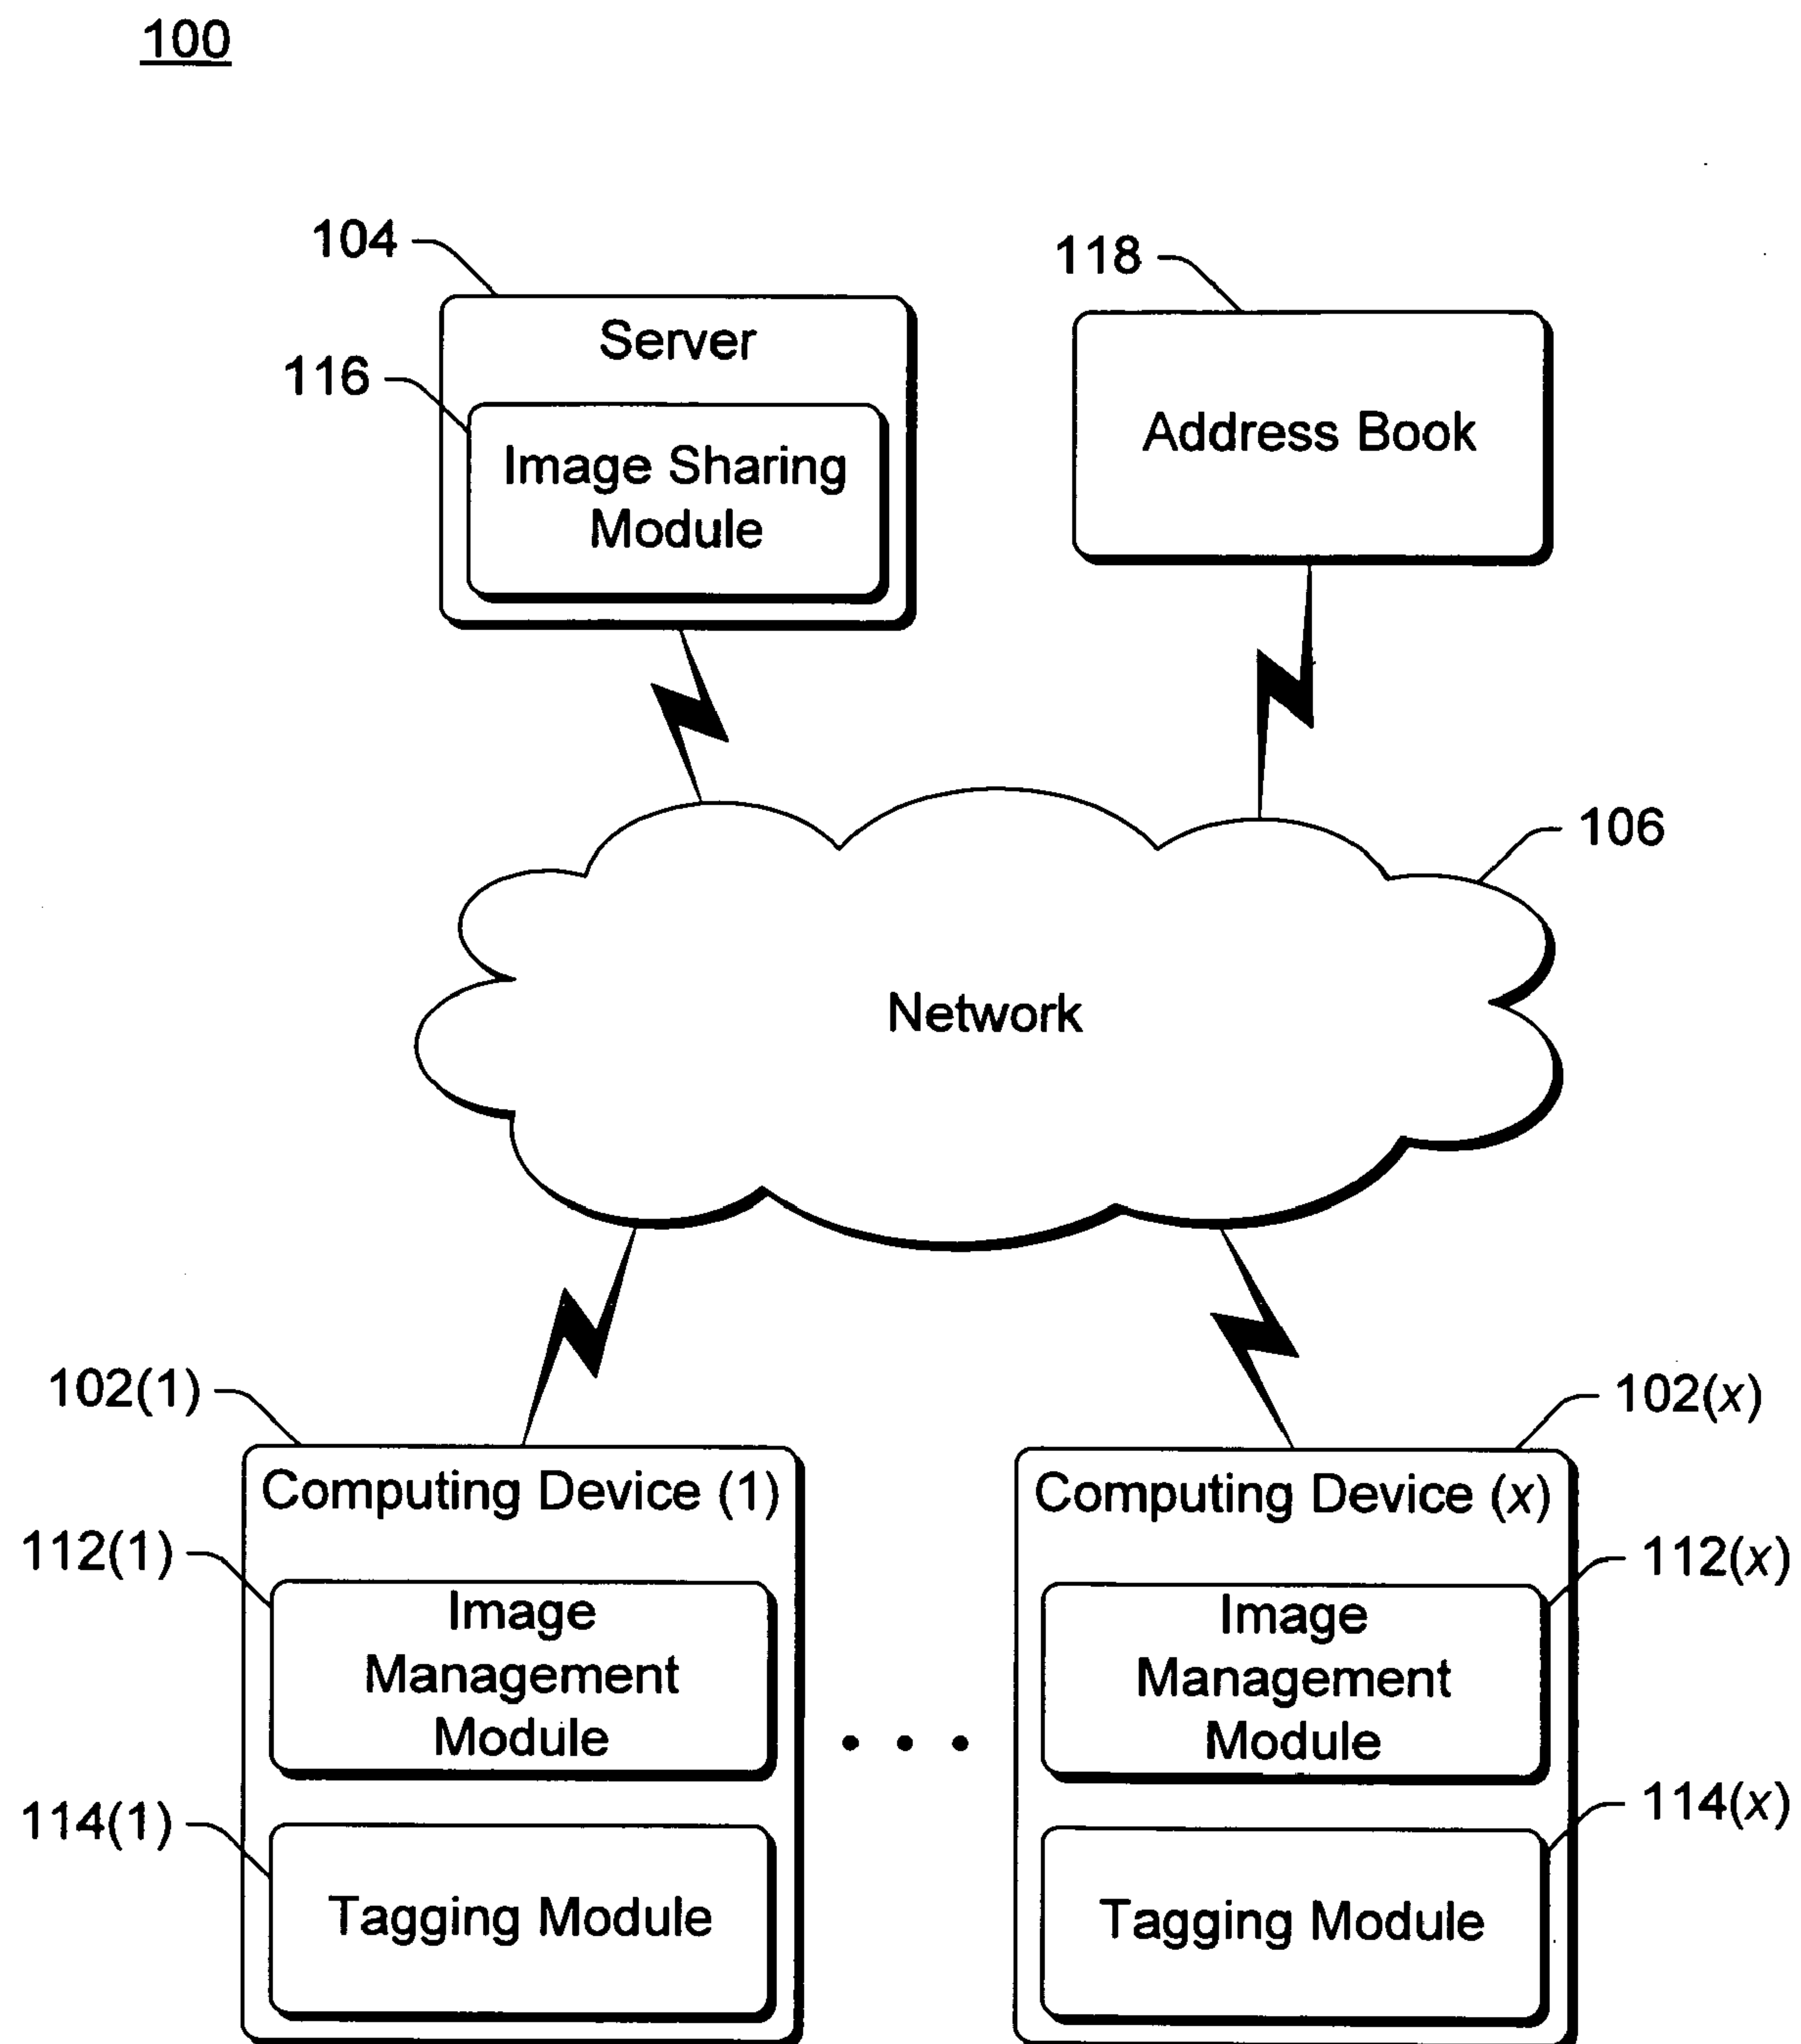 100
104
118
Server
116
Image Sharing
Module
Address Book
106
Network
102(1)
102(x)
Computing Device (1)
Computing Device (x)
112(1)
112(x)
Image
Management
Module
Image
Management
Module
114(1)
114(x)
Tagging Module
Tagging Module